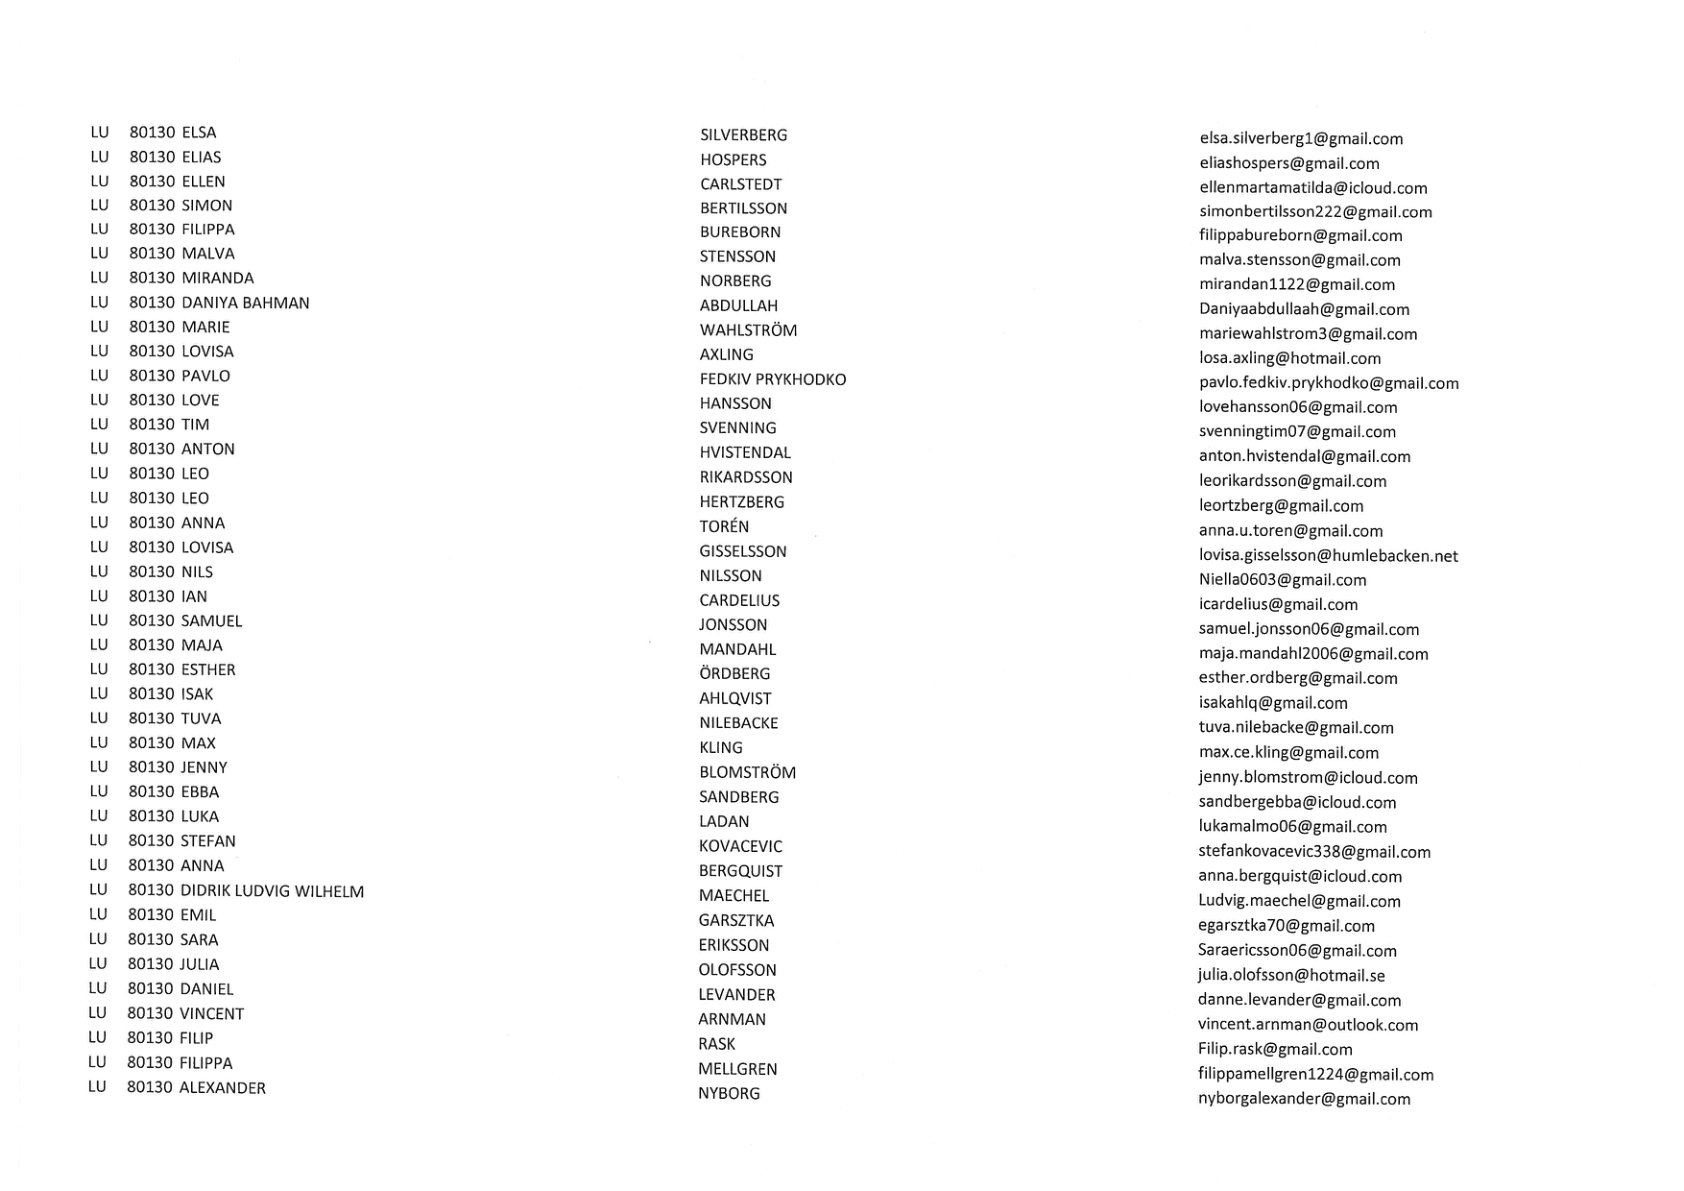 LU 80130 ELSA SILVERBERG elsa.silverberg1@gmail.com
LU 80130 ELIAS HOSPERS eliashospers@gmail.com
LU 80130 ELLEN CARLSTEDT ellenmartamatilda@icloud.com
LU 80130 SIMON BERTILSSON simonbertilsson222@gmail.com
LU 80130 FILIPPA BUREBORN filippabureborn@gmail.com
LU 80130 MALVA STENSSON malva.stensson@gmail.com
LU 80130 MIRANDA NORBERG mirandan1122@gmail.com
LU 80130 DANIYA BAHMAN ABDULLAH Daniyaabdullaah@gmail.com
LU 80130 MARIE WAHLSTRÖM mariewahlstrom3@gmail.com
LU 80130 LOVISA AXLING losa.axling@hotmail.com
LU 80130 PAVLO FEDKIV PRYKHODKO pavlo.fedkiv.prykhodko@gmail.com
LU 80130 LOVE HANSSON lovehansson06@gmail.com
LU 80130 TIM SVENNING svenningtim07@gmail.com
LU 80130 ANTON HVISTENDAL anton.hvistendal@gmail.com
LU 80130 LEO RIKARDSSON leorikardsson@gmail.com
LU 80130 LEO HERTZBERG leortzberg@gmail.com
LU 80130 ANNA TORÉN anna.u.toren@gmail.com
LU 80130 LOVISA GISSELSSON lovisa.gisselsson@humlebacken.net
LU 80130 NILS NILSSON Niella0603@gmail.com
LU 80130 IAN CARDELIUS icardelius@gmail.com
LU 80130 SAMUEL JONSSON samuel.jonsson06@gmail.com
LU 80130 MAJA MANDAHL maja.mandahl2006@gmail.com
LU 80130 ESTHER ÖRDBERG esther.ordberg@gmail.com
LU 80130 ISAK AHLQVIST isakahlq@gmail.com
LU 80130 TUVA NILEBACKE tuva.nilebacke@gmail.com
LU 80130 MAX KLING max.ce.kling@gmail.com
LU 80130 JENNY BLOMSTRÖM jenny.blomstrom@icloud.com
LU 80130 EBBA SANDBERG sandbergebba@icloud.com
LU 80130 LUKA LADAN lukamalmo06@gmail.com
LU 80130 STEFAN KOVACEVIC stefankovacevic338@gmail.com
LU 80130 ANNA BERGQUIST anna.bergquist@icloud.com
LU 80130 DIDRIK LUDVIG WILHELM MAECHEL Ludvig.maechel@gmail.com
LU 80130 EMIL GARSZTKA egarsztka70@gmail.com
LU 80130 SARA ERIKSSON Saraericsson06@gmail.com
LU 80130 JULIA OLOFSSON julia.olofsson@hotmail.se
LU 80130 DANIEL LEVANDER danne.levander@gmail.com
LU 80130 VINCENT ARNMAN vincent.arnman@outlook.com
LU 80130 FILIP RASK Filip.rask@gmail.com
LU 80130 FILIPPA MELLGREN filippamellgren1224@gmail.com
LU 80130 ALEXANDER NYBORG nyborgalexander@gmail.com